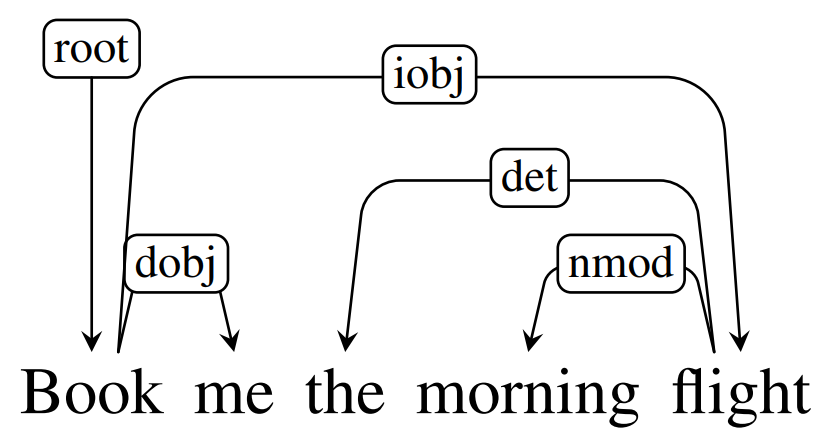 root
iobj
det
dobj
nmod
Book me the morning flight